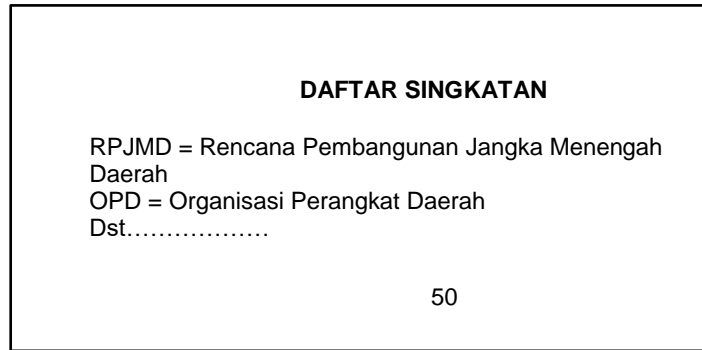 DAFTAR SINGKATAN
RPJMD = Rencana Pembangunan Jangka Menengah
Daerah
OPD = Organisasi Perangkat Daerah
Dst………………
50